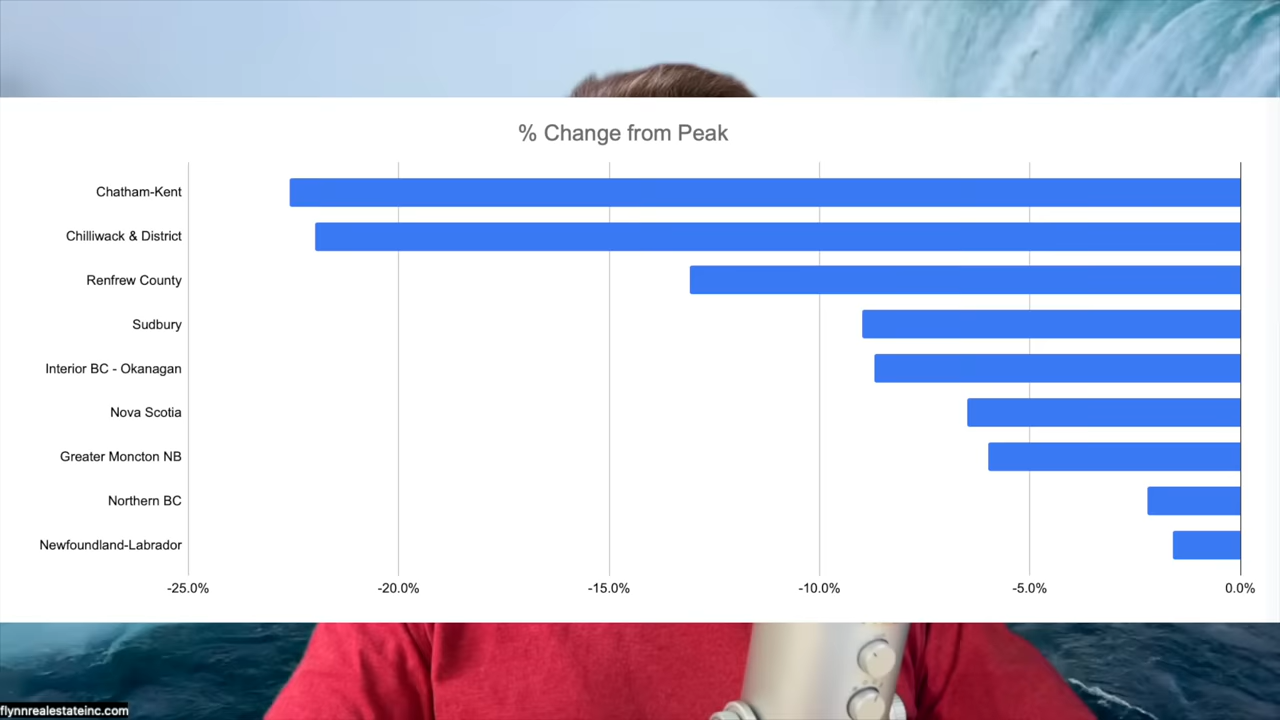 % Change from Peak
Chatham-Kent
Chilliwack & District
Renfrew County
Sudbury
Interior BC - Okanagan
Nova Scotia
Greater Moncton NB
Northern BC
Newfoundland-Labrador
-25.0% -20.0% -15.0% -10.0% -5.0% 0.0%
flynnrealestateinc.com